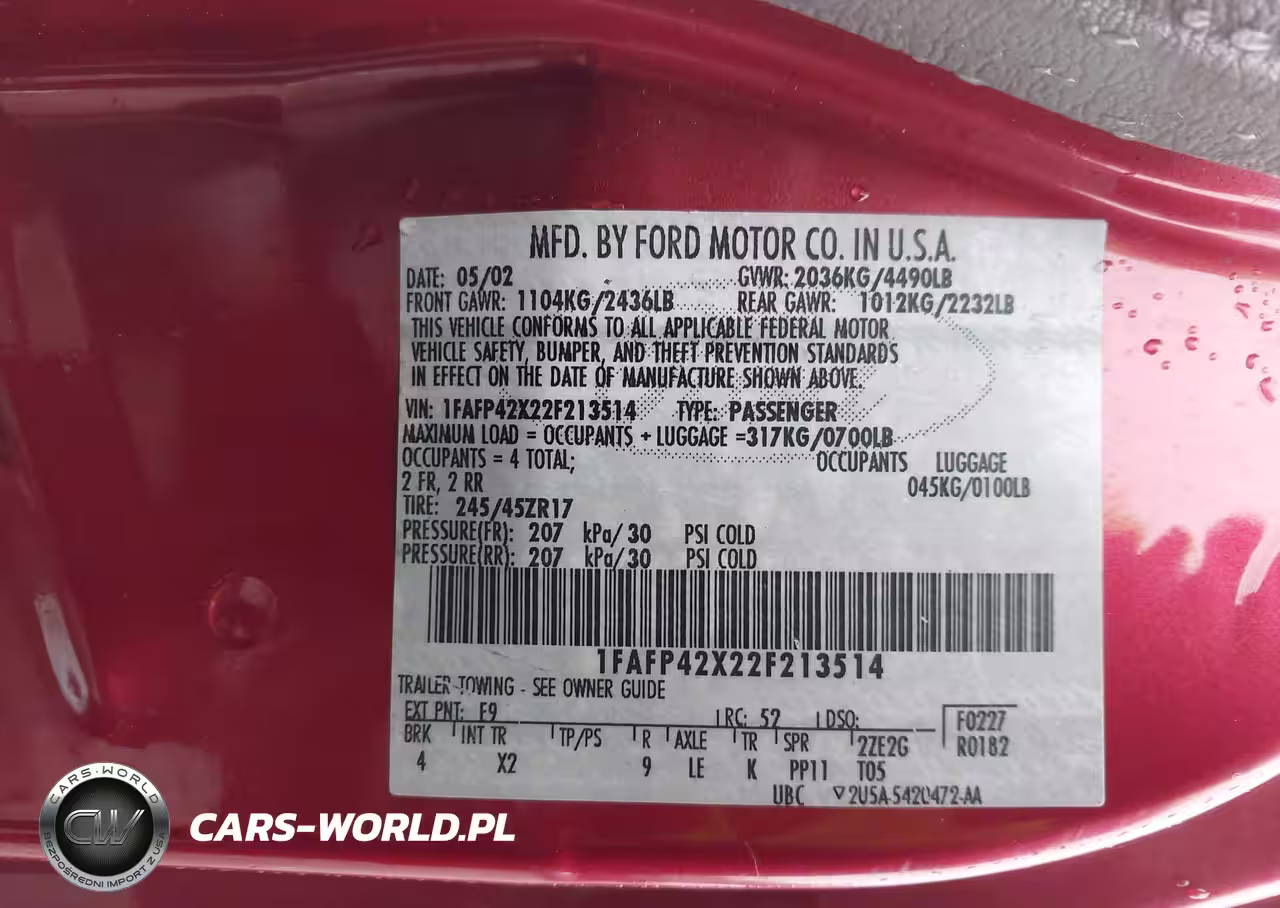 MFD. BY FORD MOTOR CO. IN U.S.A.
DATE: 05/02 GVWR: 2036KG/4490LB
FRONT GAWR: 1104KG/2436LB REAR GAWR: 1012KG/2232LB
THIS VEHICLE CONFORMS TO ALL APPLICABLE FEDERAL MOTOR
VEHICLE SAFETY, BUMPER, AND THEFT PREVENTION STANDARDS
IN EFFECT ON THE DATE OF MANUFACTURE SHOWN ABOVE.
VIN: 1FAFP42X22F213514 TYPE: PASSENGER
MAXIMUM LOAD = OCCUPANTS + LUGGAGE =317KG/0700LB
OCCUPANTS = 4 TOTAL; OCCUPANTS LUGGAGE
2 FR, 2 RR 045KG/0100LB
TIRE: 245/45ZR17
PRESSURE(FR): 207 kPa/ 30 PSI COLD
PRESSURE(RR): 207 kPa/ 30 PSI COLD
1FAFP42X22F213514
TRAILER TOWING - SEE OWNER GUIDE
EXT PNT: F9 RC: 52 DSO: F0227
BRK INT TR TP/PS R AXLE TR SPR 2ZE2G R0182
4 X2 9 LE K PP11 T05
UBC ▽2U5A-5420472-AA
CARS-WORLD
CW
BEZPOŚREDNI IMPORT Z USA
CARS-WORLD.PL